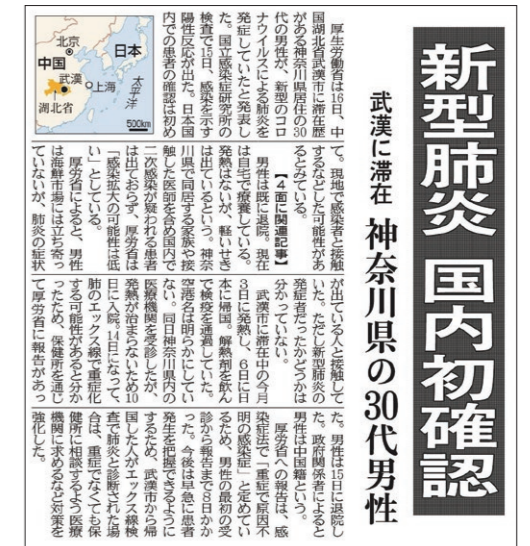 新型肺炎 国内初確認
武漢に滞在 神奈川県の30代男性
北京
中国
日本
武漢
上海
湖北省
太平洋
500km
厚生労働省は16日、中
国湖北省武漢市に滞在歴
がある神奈川県居住の30
代の男性が、新型のコロ
ナウイルスによる肺炎を
発症していたと発表し
た。国立感染症研究所の
検査で15日、感染を示す
陽性反応が出た。日本国
内での患者の確認は初め
て。現地で感染者と接触
するなどした可能性があ
るとみている。
【4面に関連記事】
男性は既に退院。現在
は自宅で療養している。
発熱はないが、軽いせき
は出ているという。神奈
川県で同居する家族や接
触した医師を含め国内で
二次感染が疑われる患者
は出ておらず、厚労省は
「感染拡大の可能性は低
い」としている。
厚労省によると、男性
は海鮮市場には立ち寄っ
ていないが、肺炎の症状
が出ている人と接触して
いた。ただし新型肺炎の
発症者だったかどうかは
分かっていない。
武漢市に滞在中の今月
3日に発熱し、6日に日
本に帰国。解熱剤を飲ん
で検疫を通過していた。
空港名は明らかにしてい
ない。同日神奈川県内の
医療機関を受診したが、
発熱が治まらないため10
日に入院。14日になって、
肺のエックス線で重症化
する可能性があると分か
ったため、保健所を通じ
て厚労省に報告があっ
た。男性は15日に退院し
た。政府関係者によると
男性は中国籍という。
厚労省への報告は、感
染症法で「重症で原因不
明の感染症」と定めてい
るため、男性の最初の受
診から報告まで8日かか
った。今後は早急に患者
発生を把握できるように
するため、武漢市から帰
国した人がエックス線検
査で肺炎と診断された場
合は、重症でなくても保
健所に相談するよう医療
機関に求めるなど対策を
強化した。